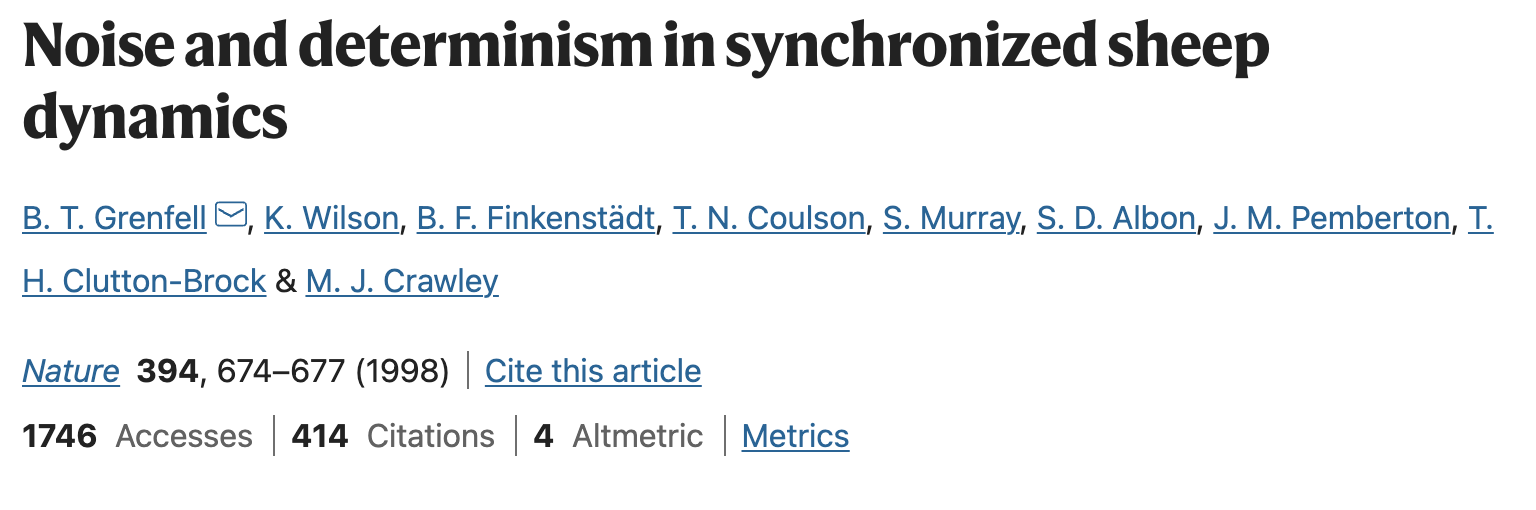 Noise and determinism in synchronized sheep
dynamics
B. T. Grenfell, K. Wilson, B. F. Finkenstädt, T. N. Coulson, S. Murray, S. D. Albon, J. M. Pemberton, T.
H. Clutton-Brock & M. J. Crawley
Nature 394, 674–677 (1998) | Cite this article
1746 Accesses | 414 Citations | 4 Altmetric | Metrics